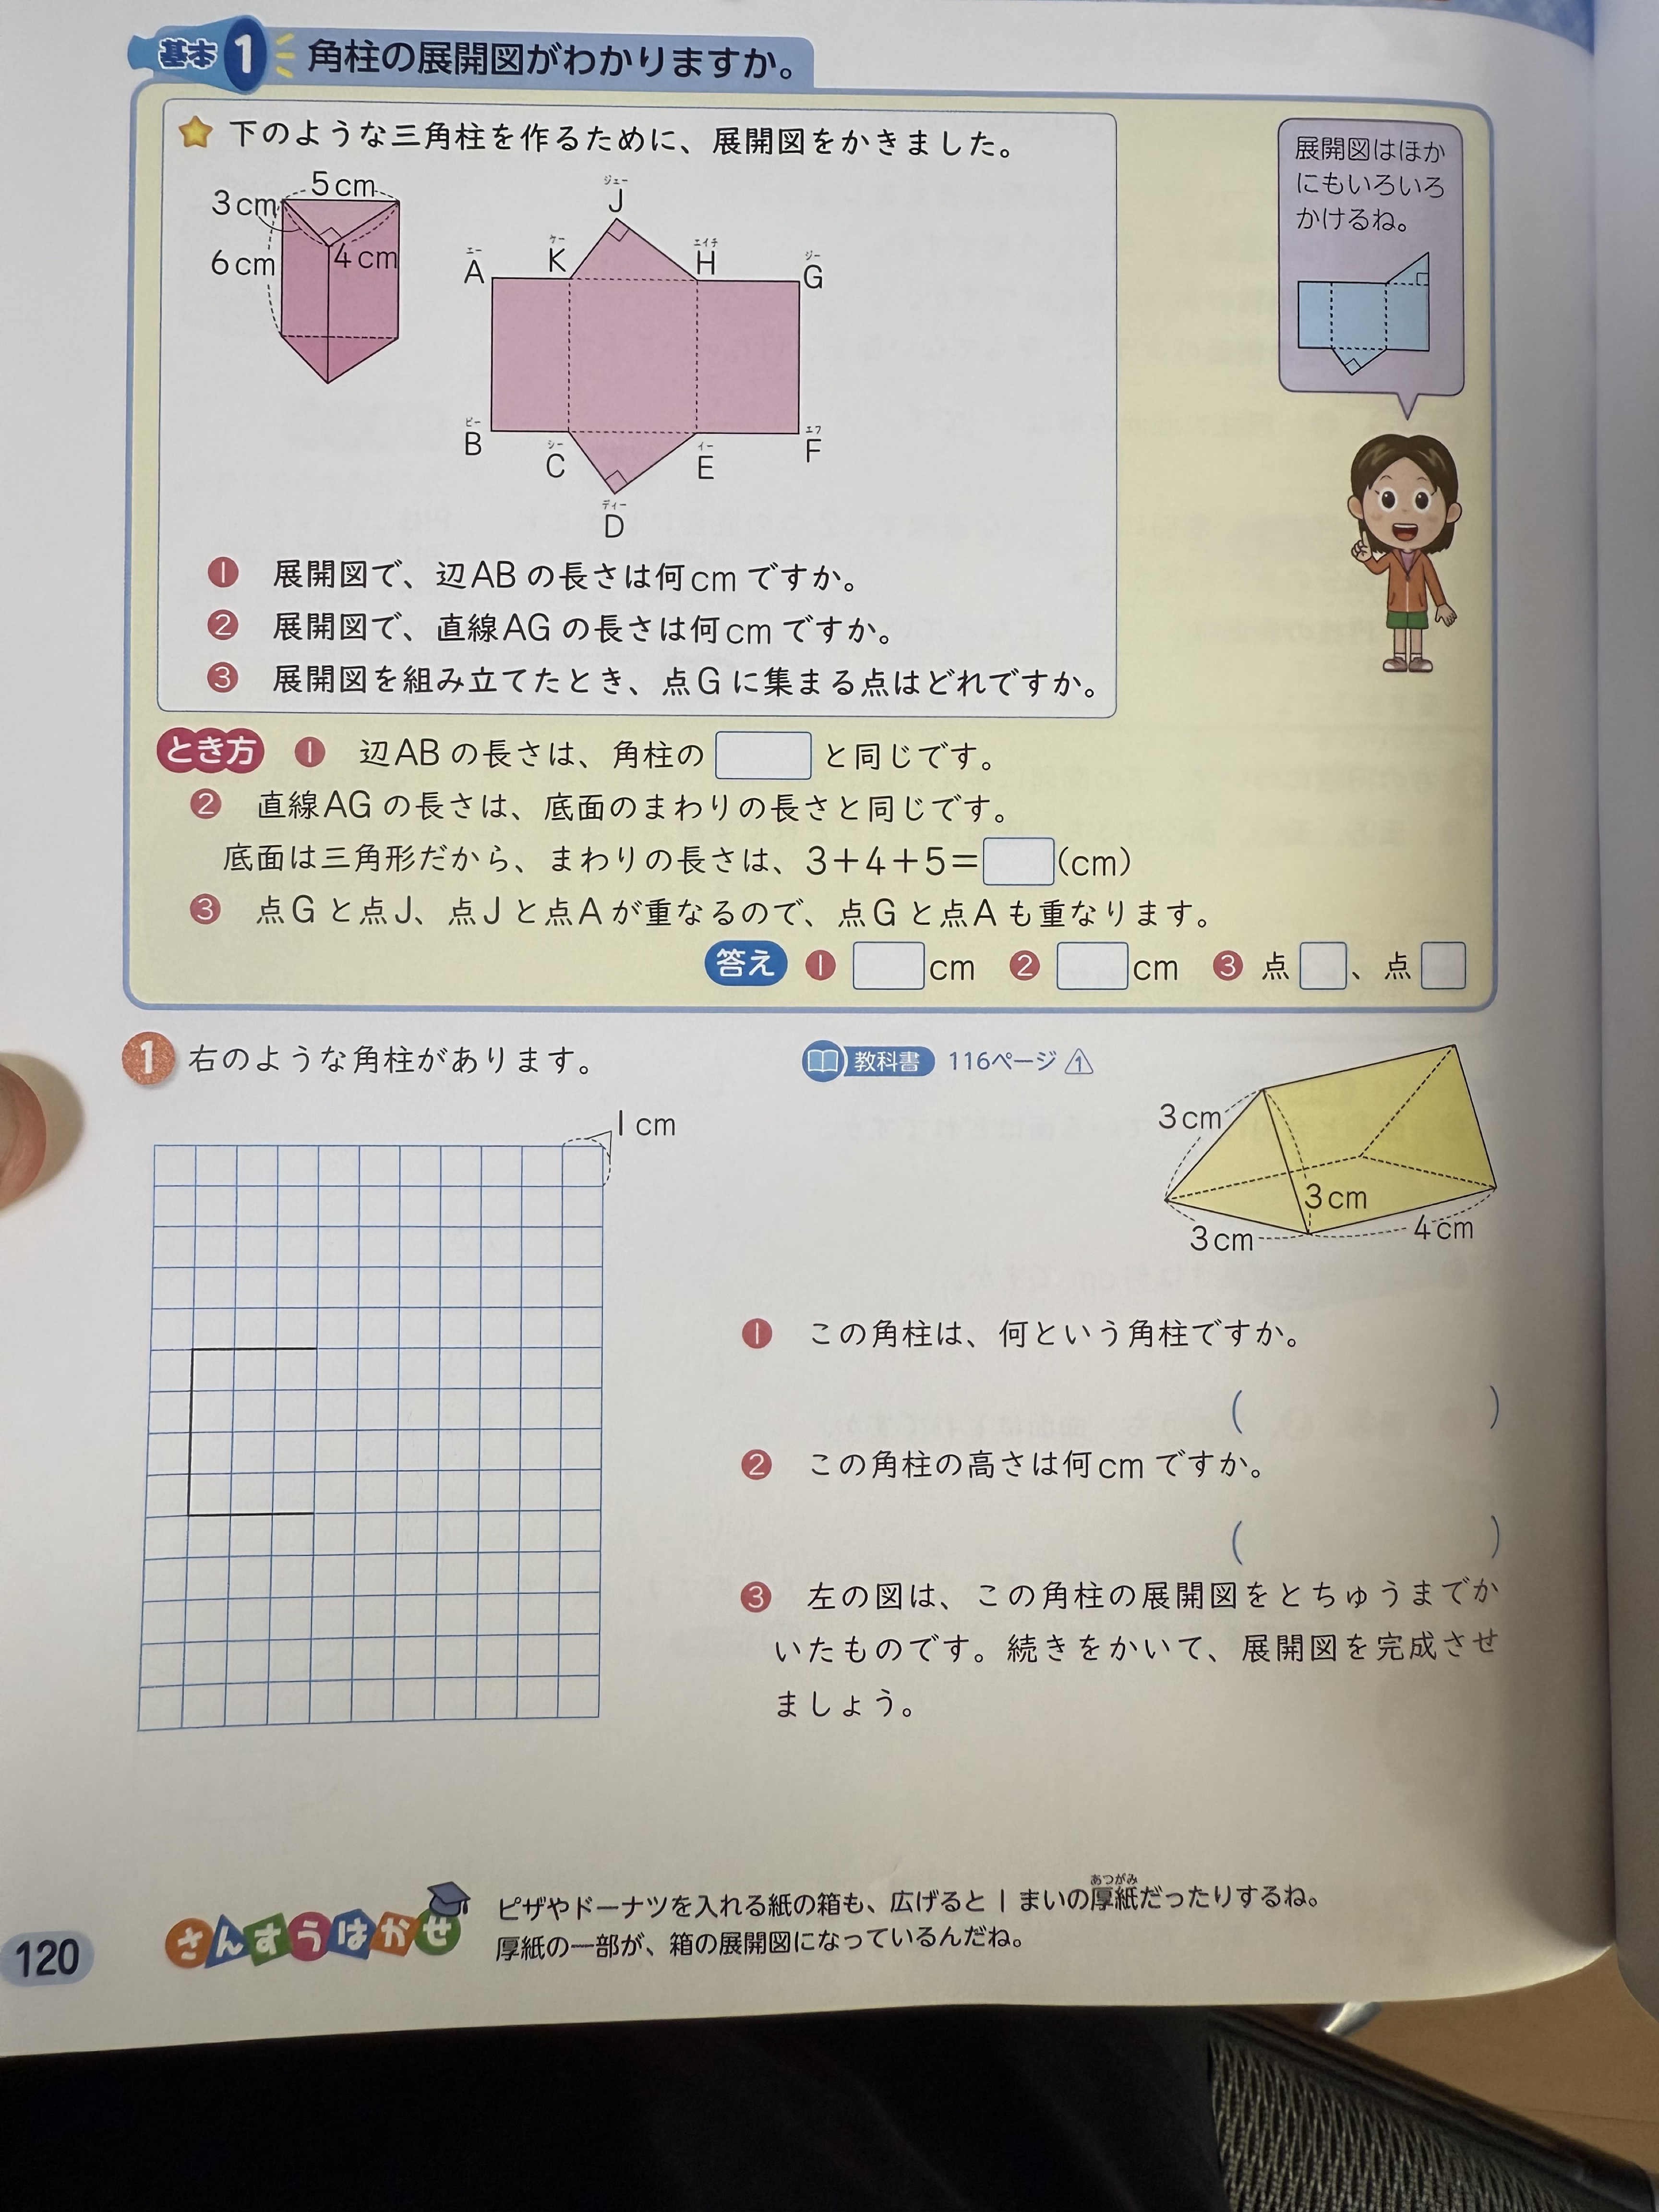 基本 1 角柱の展開図がわかりますか。
下のような三角柱を作るために、展開図をかきました。
5cm
3cm
6cm
4cm
ジェー
J
ケー
K
エイチ
H
エー
A
ジー
G
ビー
B
シー
C
イー
E
エフ
F
ディー
D
展開図はほか
にもいろいろ
かけるね。
1 展開図で、辺ABの長さは何cmですか。
2 展開図で、直線AGの長さは何cmですか。
3 展開図を組み立てたとき、点Gに集まる点はどれですか。
とき方 1 辺ABの長さは、角柱の と同じです。
2 直線AGの長さは、底面のまわりの長さと同じです。
底面は三角形だから、まわりの長さは、3+4+5= (cm)
3 点Gと点J、点Jと点Aが重なるので、点Gと点Aも重なります。
答え 1 cm 2 cm 3 点 、点
1 右のような角柱があります。
教科書 116ページ 1
1cm
3cm
3cm
3cm
4cm
1 この角柱は、何という角柱ですか。
( )
2 この角柱の高さは何cmですか。
( )
3 左の図は、この角柱の展開図をとちゅうまでか
いたものです。続きをかいて、展開図を完成させ
ましょう。
さんすうはかせ
あつがみ
ピザやドーナツを入れる紙の箱も、広げると1まいの厚紙だったりするね。
厚紙の一部が、箱の展開図になっているんだね。
120